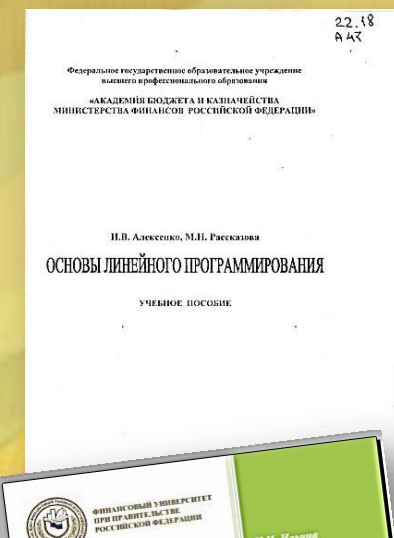 22.18
А 47
Федеральное государственное образовательное учреждение
высшего профессионального образования
«АКАДЕМИЯ БЮДЖЕТА И КАЗНАЧЕЙСТВА
МИНИСТЕРСТВА ФИНАНСОВ РОССИЙСКОЙ ФЕДЕРАЦИИ»
И.В. Алексенко, М.Н. Рассказова
ОСНОВЫ ЛИНЕЙНОГО ПРОГРАММИРОВАНИЯ
УЧЕБНОЕ ПОСОБИЕ
ФИНАНСОВЫЙ УНИВЕРСИТЕТ
ПРИ ПРАВИТЕЛЬСТВЕ
РОССИЙСКОЙ ФЕДЕРАЦИИ